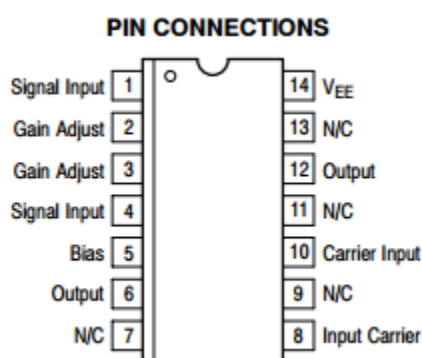 PIN CONNECTIONS
Signal Input 1
Gain Adjust 2
Gain Adjust 3
Signal Input 4
Bias 5
Output 6
N/C 7
14 VEE
13 N/C
12 Output
11 N/C
10 Carrier Input
9 N/C
8 Input Carrier